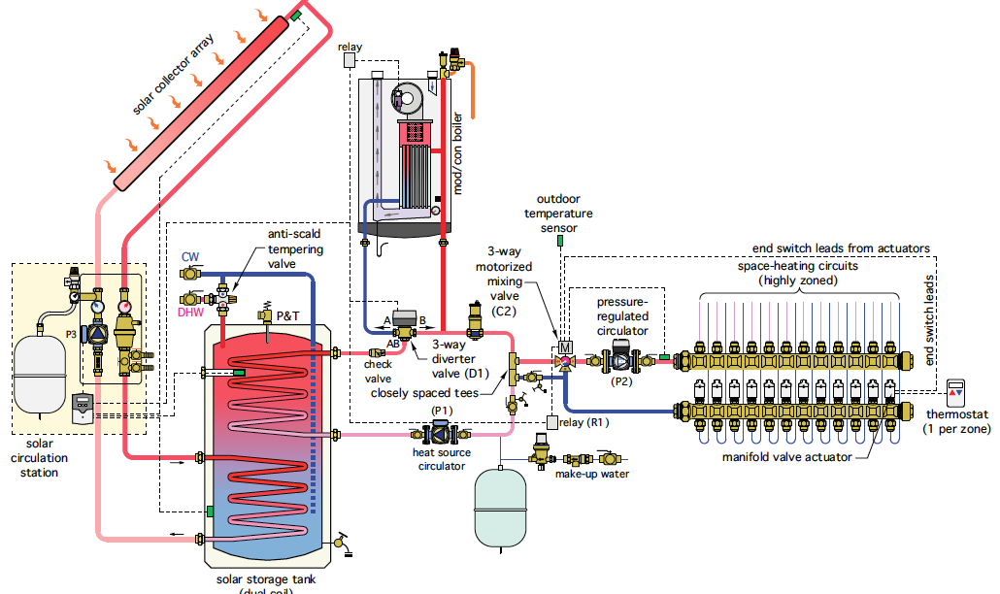 solar collector array
relay
mod/con boiler
outdoor
temperature
sensor
end switch leads from actuators
space-heating circuits
(highly zoned)
end switch leads
anti-scald
tempering
valve
CW
DHW
P&T
3-way
motorized
mixing
valve
(C2)
M
pressure-
regulated
circulator
(P2)
P3
A
B
AB
3-way
diverter
valve (D1)
check
valve
closely spaced tees
(P1)
heat source
circulator
relay (R1)
make-up water
manifold valve actuator
thermostat
(1 per zone)
solar
circulation
station
solar storage tank
(dual coil)